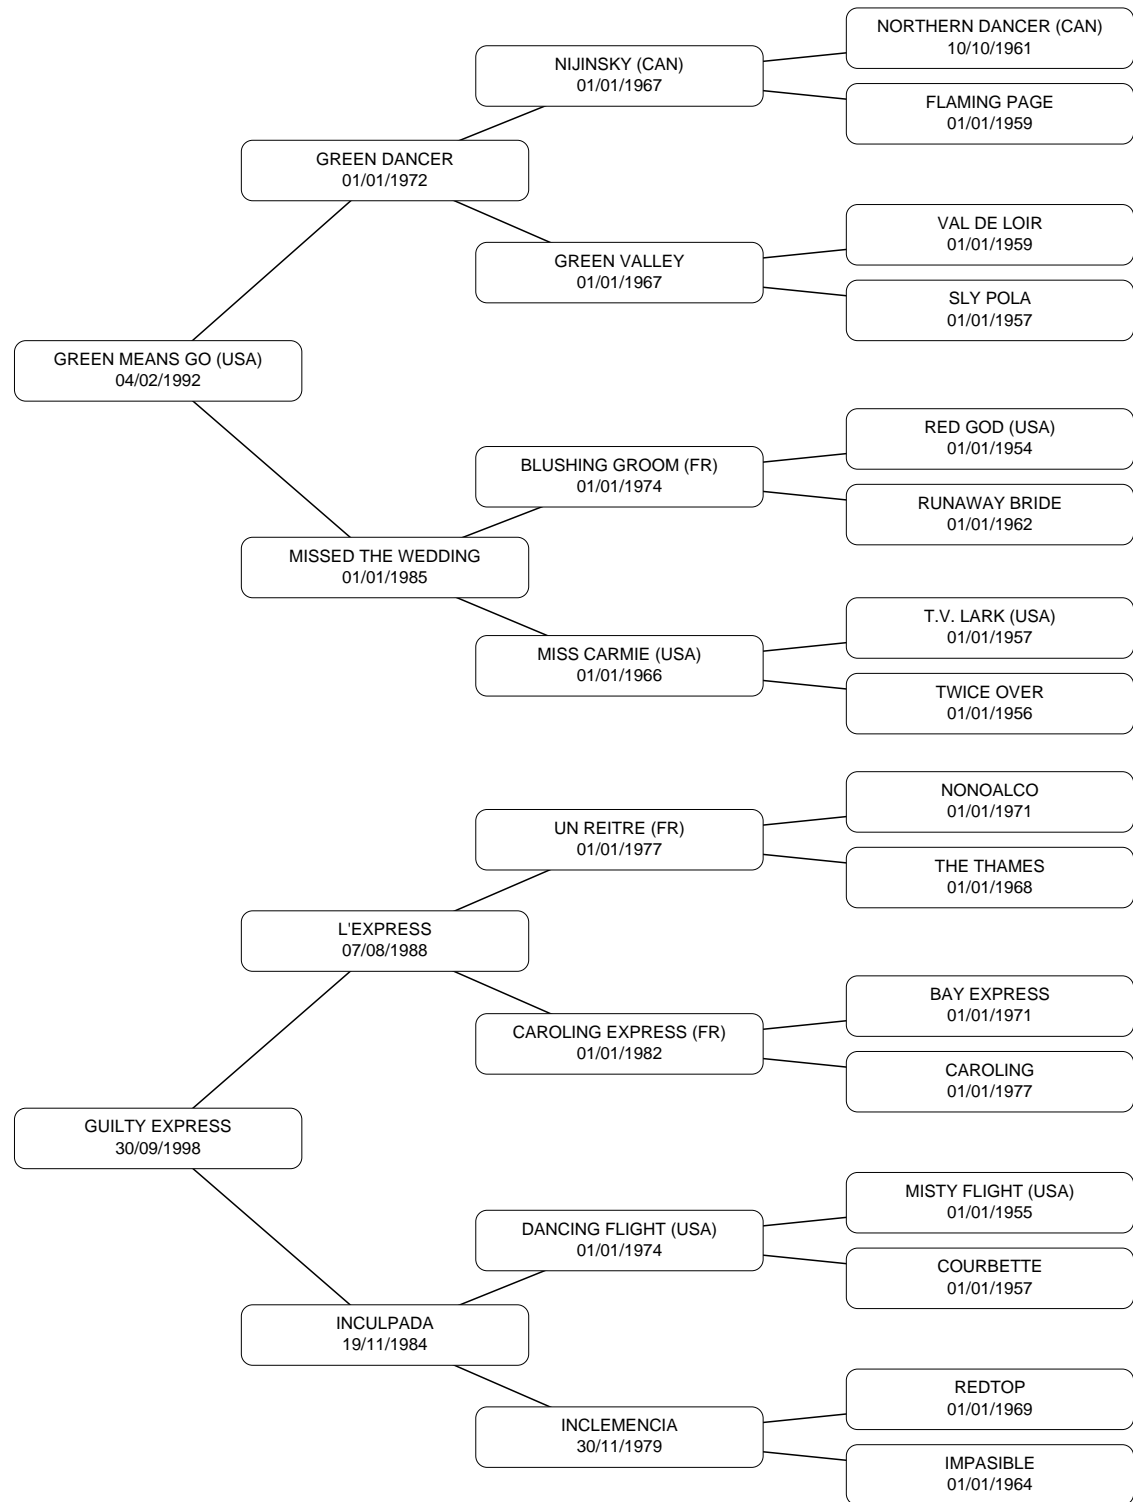 NORTHERN DANCER (CAN)
10/10/1961
NIJINSKY (CAN)
01/01/1967
FLAMING PAGE
01/01/1959
GREEN DANCER
01/01/1972
VAL DE LOIR
01/01/1959
GREEN VALLEY
01/01/1967
SLY POLA
01/01/1957
GREEN MEANS GO (USA)
04/02/1992
RED GOD (USA)
01/01/1954
BLUSHING GROOM (FR)
01/01/1974
RUNAWAY BRIDE
01/01/1962
MISSED THE WEDDING
01/01/1985
T.V. LARK (USA)
01/01/1957
MISS CARMIE (USA)
01/01/1966
TWICE OVER
01/01/1956
NONOALCO
01/01/1971
UN REITRE (FR)
01/01/1977
THE THAMES
01/01/1968
L'EXPRESS
07/08/1988
BAY EXPRESS
01/01/1971
CAROLING EXPRESS (FR)
01/01/1982
CAROLING
01/01/1977
GUILTY EXPRESS
30/09/1998
MISTY FLIGHT (USA)
01/01/1955
DANCING FLIGHT (USA)
01/01/1974
COURBETTE
01/01/1957
INCULPADA
19/11/1984
REDTOP
01/01/1969
INCLEMENCIA
30/11/1979
IMPASIBLE
01/01/1964